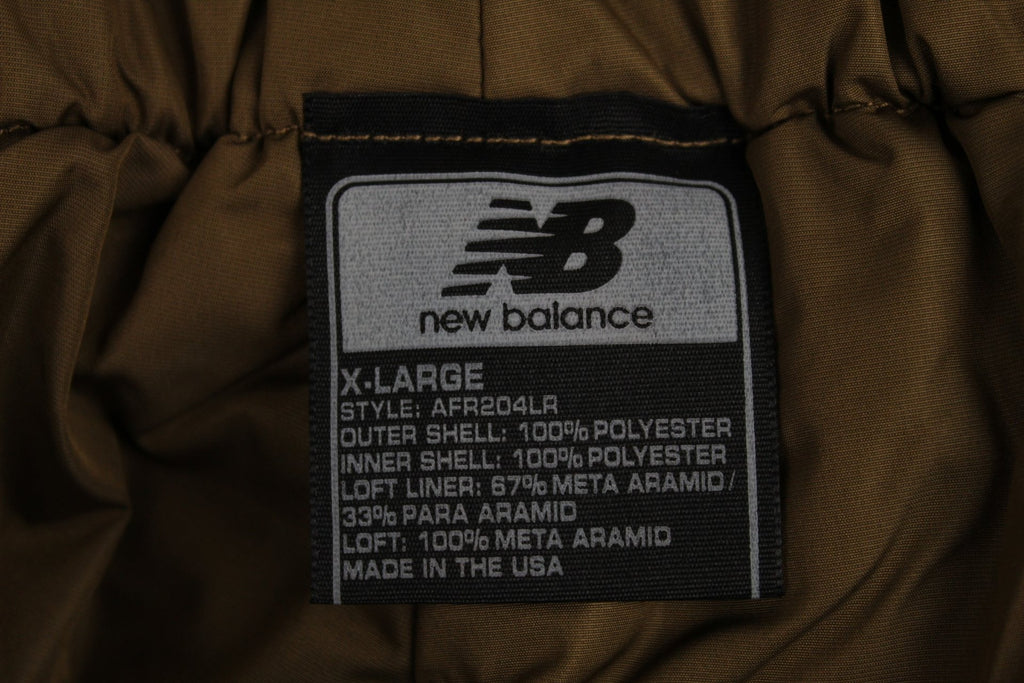 NB
new balance
X-LARGE
STYLE: AFR204LR
OUTER SHELL: 100% POLYESTER
INNER SHELL: 100% POLYESTER
LOFT LINER: 67% META ARAMID /
33% PARA ARAMID
LOFT: 100% META ARAMID
MADE IN THE USA